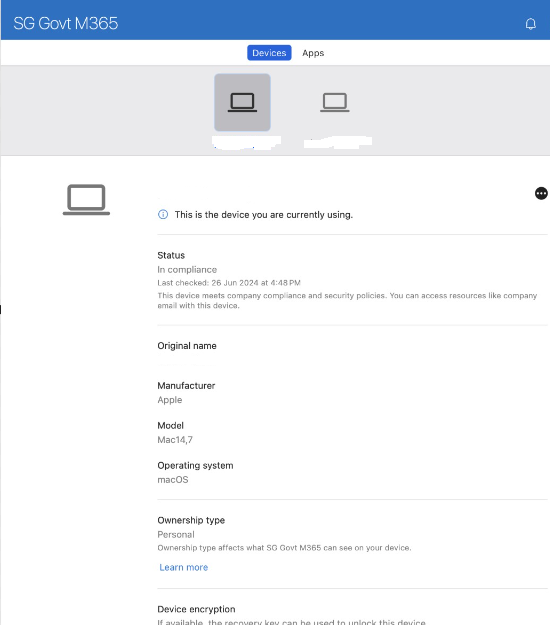 SG Govt M365
Devices Apps
This is the device you are currently using.
Status
In compliance
Last checked: 26 Jun 2024 at 4:48 PM
This device meets company compliance and security policies. You can access resources like company
email with this device.
Original name
Manufacturer
Apple
Model
Mac14,7
Operating system
macOS
Ownership type
Personal
Ownership type affects what SG Govt M365 can see on your device.
Learn more
Device encryption
If available, the recovery key can be used to unlock this device